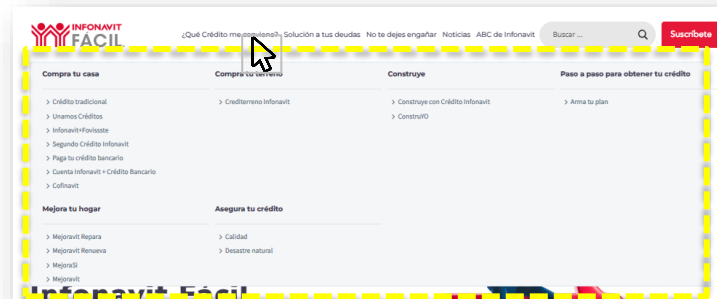 INFONAVIT
FÁCIL
¿Qué Crédito me conviene? Solución a tus deudas No te dejes engañar Noticias ABC de Infonavit Buscar ... Suscríbete
Compra tu casa
> Crédito tradicional
> Unamos Créditos
> Infonavit+Fovissste
> Segundo Crédito Infonavit
> Paga tu crédito bancario
> Cuenta Infonavit + Crédito Bancario
> Cofinavit
Compra tu terreno
> Crediterreno Infonavit
Construye
> Construye con Crédito Infonavit
> ConstruYO
Paso a paso para obtener tu crédito
> Arma tu plan
Mejora tu hogar
> Mejoravit Repara
> Mejoravit Renueva
> MejoraSí
> Mejoravit
Asegura tu crédito
> Calidad
> Desastre natural
Infonavit Fácil